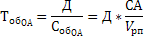 Т_обОА = Д / С_обОА = Д * СА / V_рп